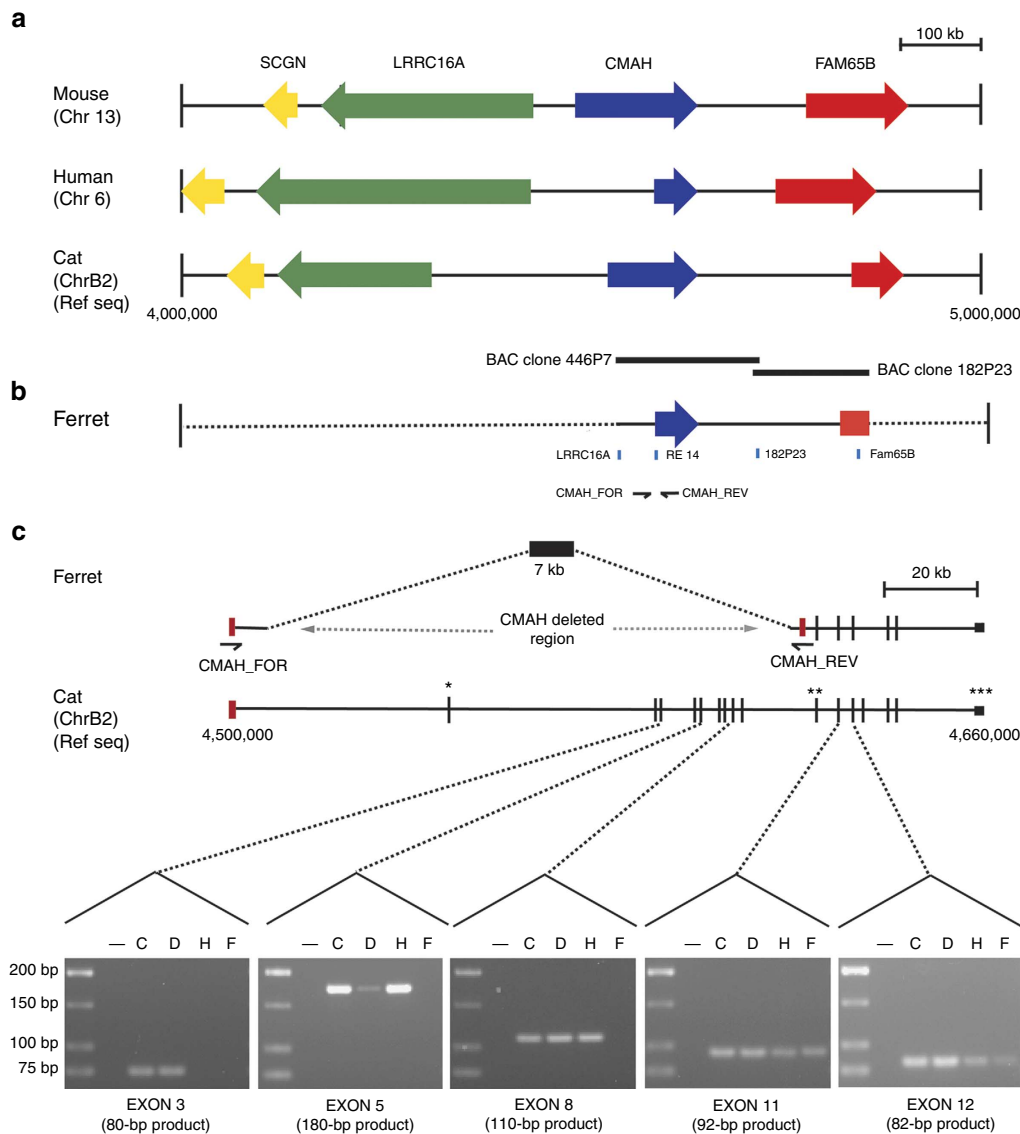 a
100 kb
SCGN LRRC16A CMAH FAM65B
Mouse
(Chr 13)
Human
(Chr 6)
Cat
(ChrB2)
(Ref seq)
4,000,000 5,000,000
BAC clone 446P7
BAC clone 182P23
b
Ferret
LRRC16A RE 14 182P23 Fam65B
CMAH_FOR CMAH_REV
c
Ferret
7 kb
20 kb
CMAH deleted
region
CMAH_FOR CMAH_REV
* ** ***
Cat
(ChrB2)
(Ref seq)
4,500,000 4,660,000
— C D H F — C D H F — C D H F — C D H F — C D H F
200 bp
150 bp
100 bp
75 bp
EXON 3 EXON 5 EXON 8 EXON 11 EXON 12
(80-bp product) (180-bp product) (110-bp product) (92-bp product) (82-bp product)